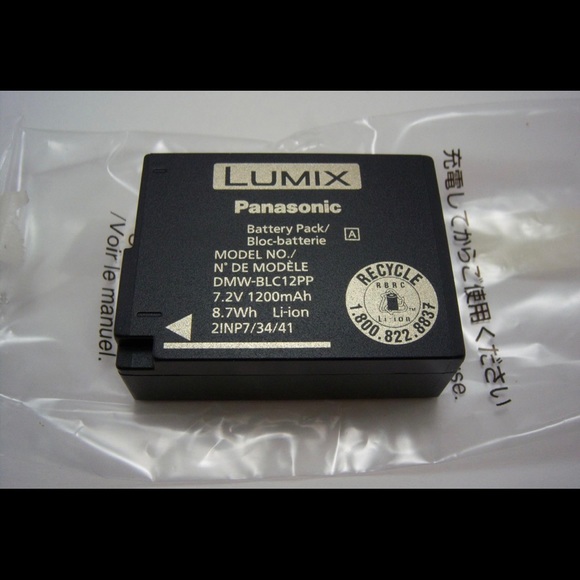 LUMIX
Panasonic
Battery Pack/
Bloc-batterie
A
MODEL NO./
N° DE MODÈLE
DMW-BLC12PP
7.2V 1200mAh
8.7Wh Li-ion
2INP7/34/41
RECYCLE
RBRC
Li-ion
1.800.822.8837
/Voir le manuel.
充電してからご使用ください
se.